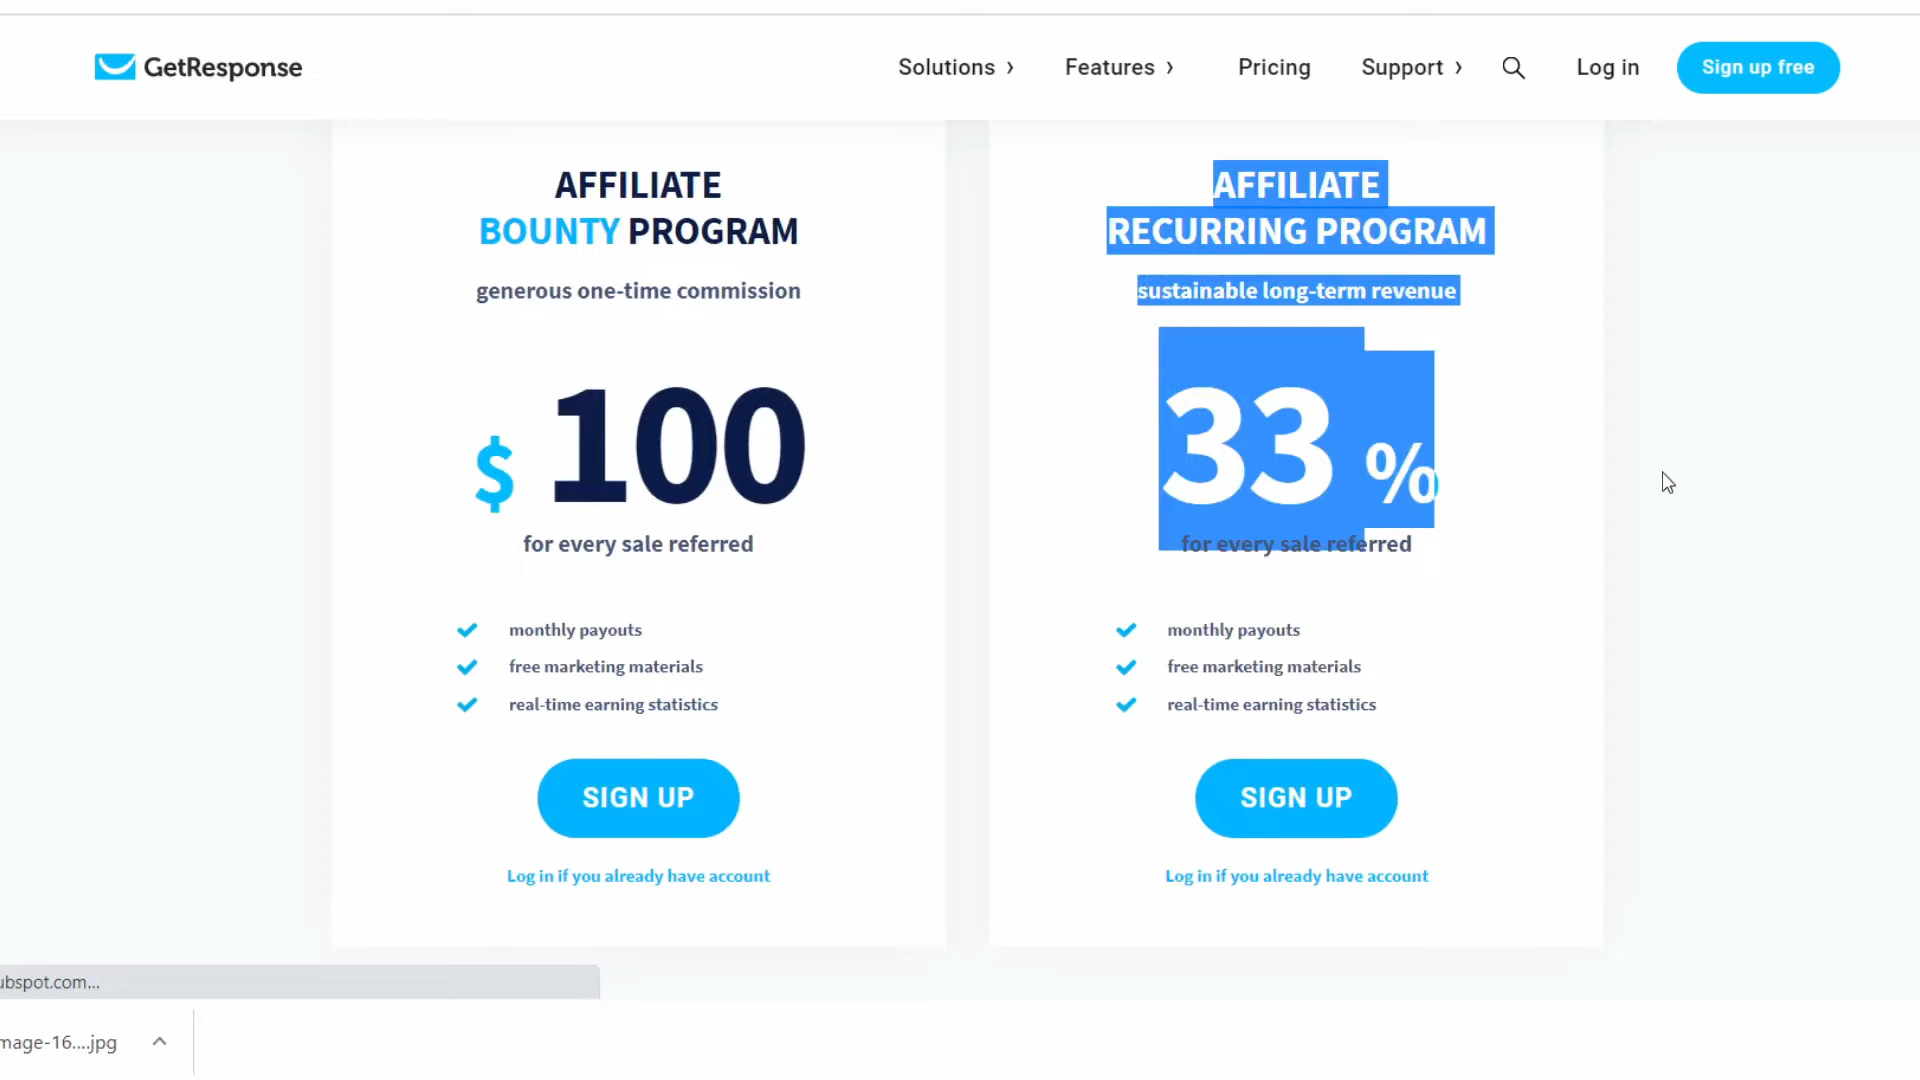 GetResponse
Solutions › Features › Pricing Support › Log in Sign up free
AFFILIATE
BOUNTY PROGRAM
generous one-time commission
$ 100
for every sale referred
monthly payouts
free marketing materials
real-time earning statistics
SIGN UP
Log in if you already have account
AFFILIATE
RECURRING PROGRAM
sustainable long-term revenue
33 %
for every sale referred
monthly payouts
free marketing materials
real-time earning statistics
SIGN UP
Log in if you already have account
ubspot.com...
mage-16....jpg